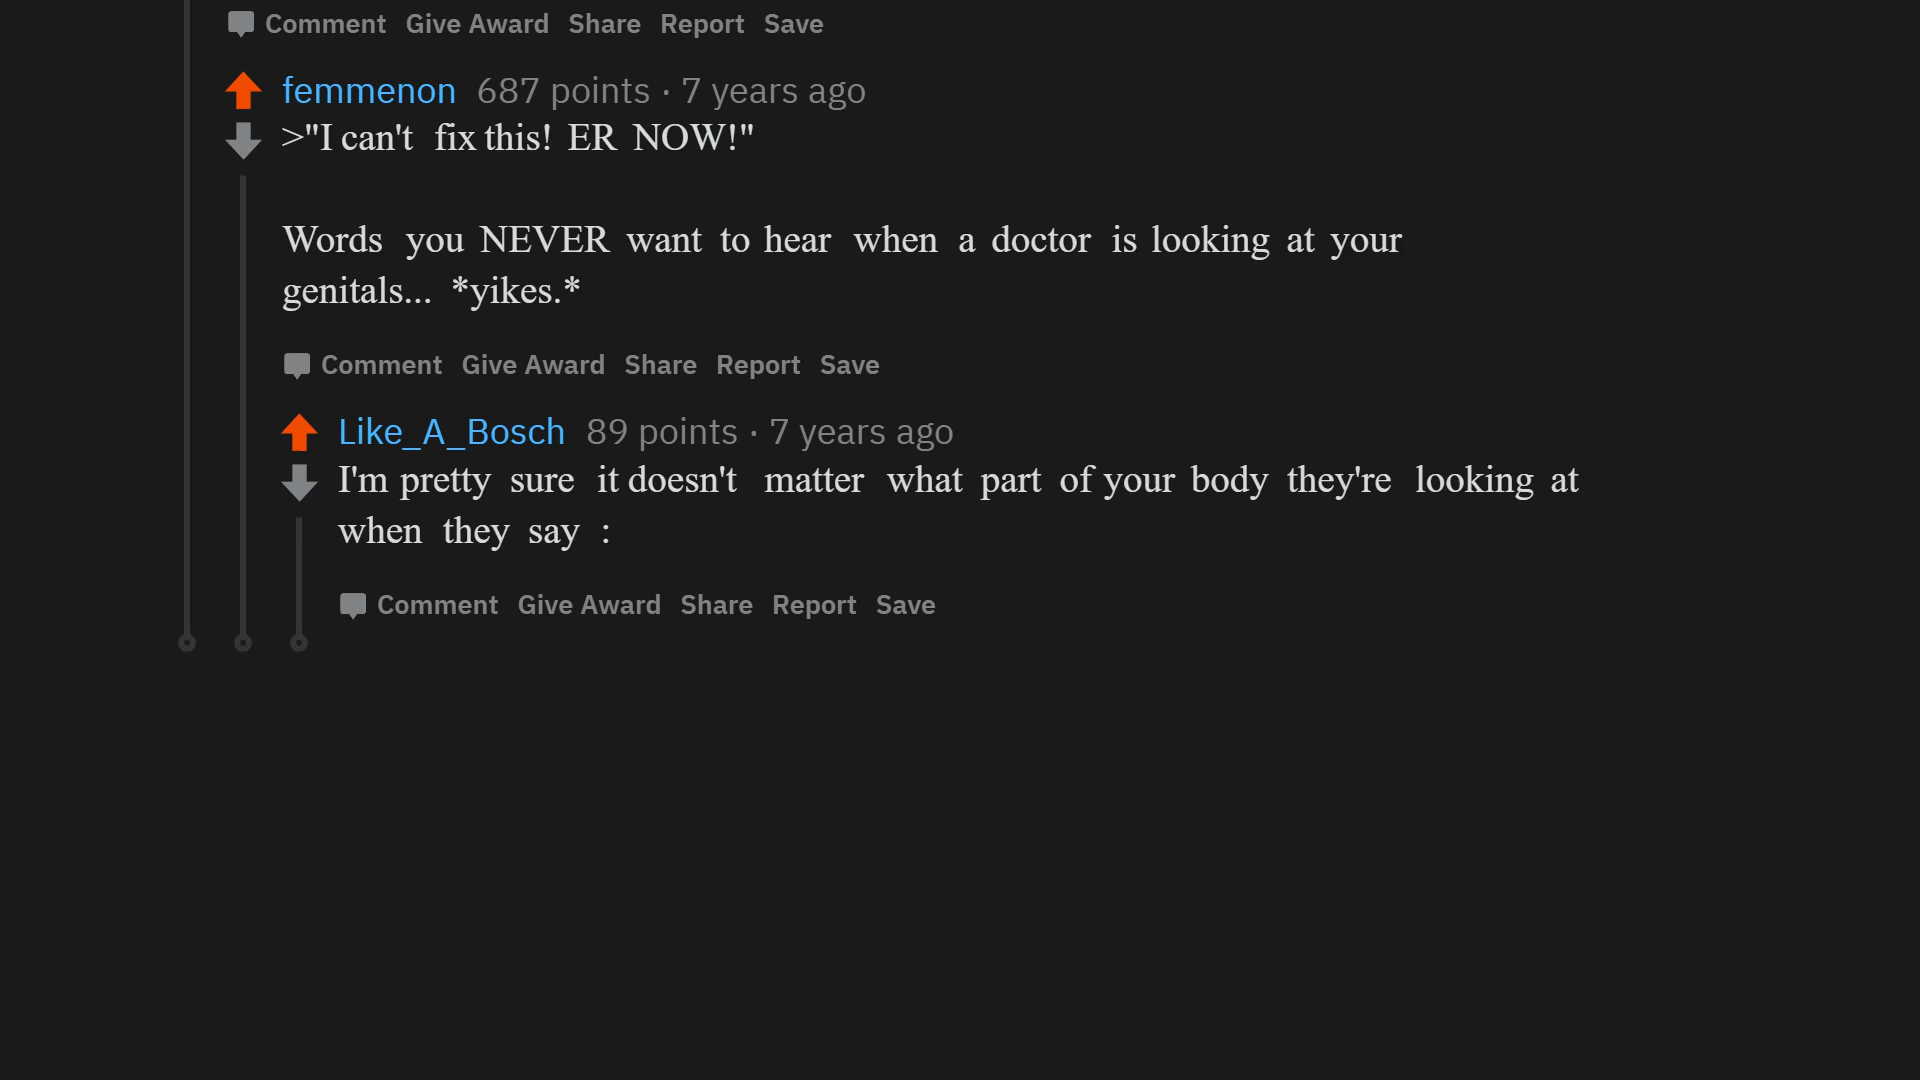 Comment Give Award Share Report Save
femmenon 687 points · 7 years ago
>"I can't fix this! ER NOW!"
Words you NEVER want to hear when a doctor is looking at your
genitals... *yikes.*
Comment Give Award Share Report Save
Like_A_Bosch 89 points · 7 years ago
I'm pretty sure it doesn't matter what part of your body they're looking at
when they say :
Comment Give Award Share Report Save